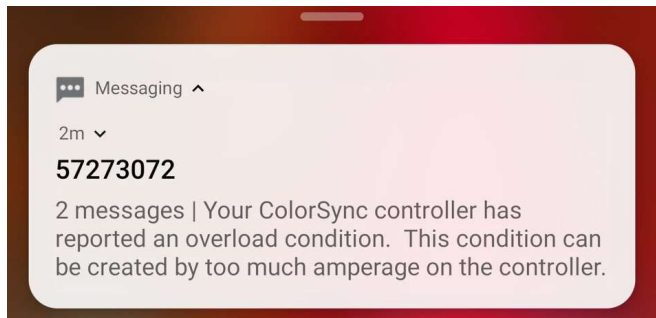 Messaging
2m
57273072
2 messages | Your ColorSync controller has
reported an overload condition.  This condition can
be created by too much amperage on the controller.